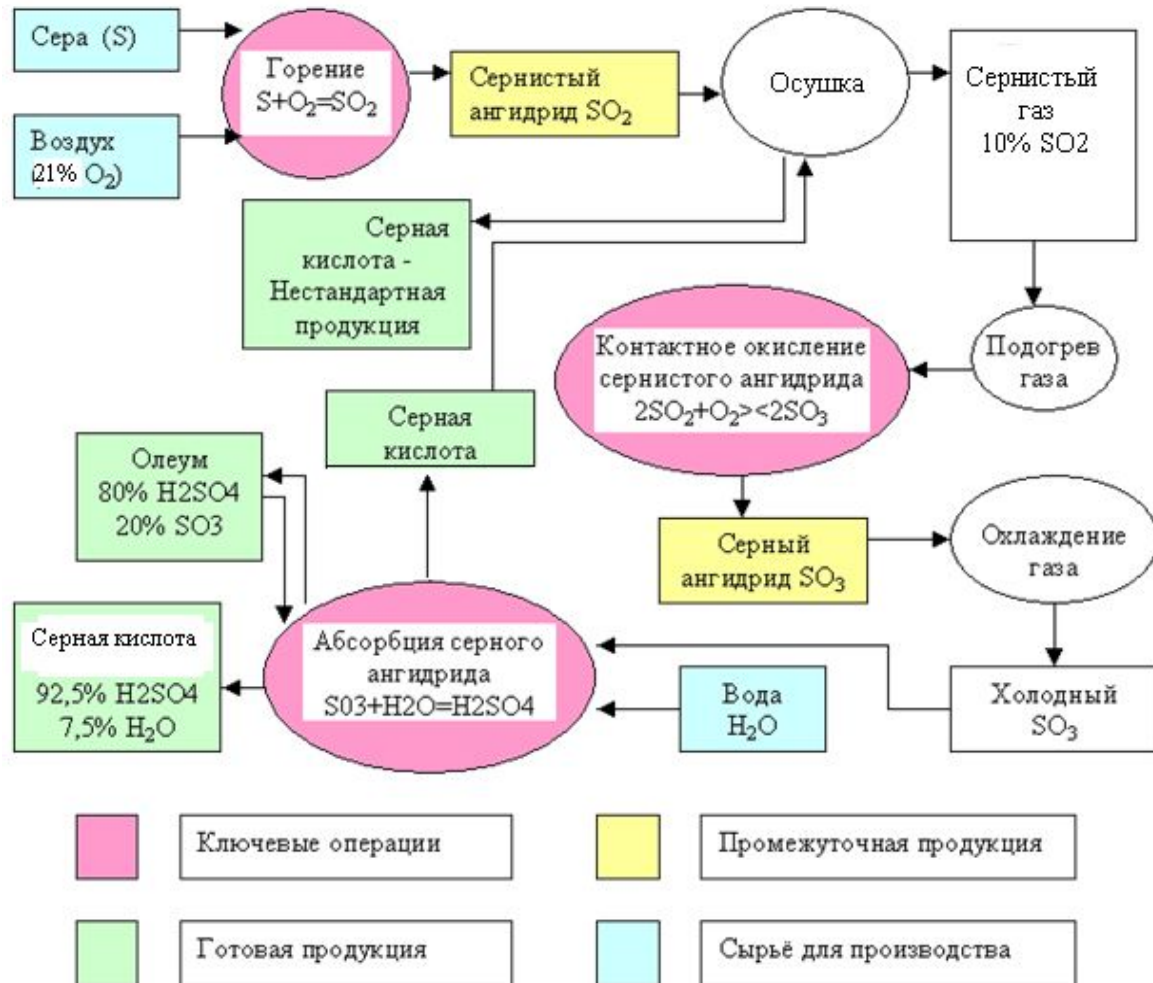 Сера (S)
Воздух
(21% O₂)
Горение
S+O₂=SO₂
Сернистый
ангидрид SO₂
Осушка
Сернистый
газ
10% SO2
Серная
кислота -
Нестандартная
продукция
Контактное окисление
сернистого ангидрида
2SO₂+O₂><2SO₃
Подогрев
газа
Серная
кислота
Олеум
80% H2SO4
20% SO3
Серный
ангидрид SO₃
Охлаждение
газа
Серная кислота
92,5% H2SO4
7,5% H₂O
Абсорбция серного
ангидрида
S03+H2O=H2SO4
Вода
H₂O
Холодный
SO₃
Ключевые операции
Промежуточная продукция
Готовая продукция
Сырьё для производства